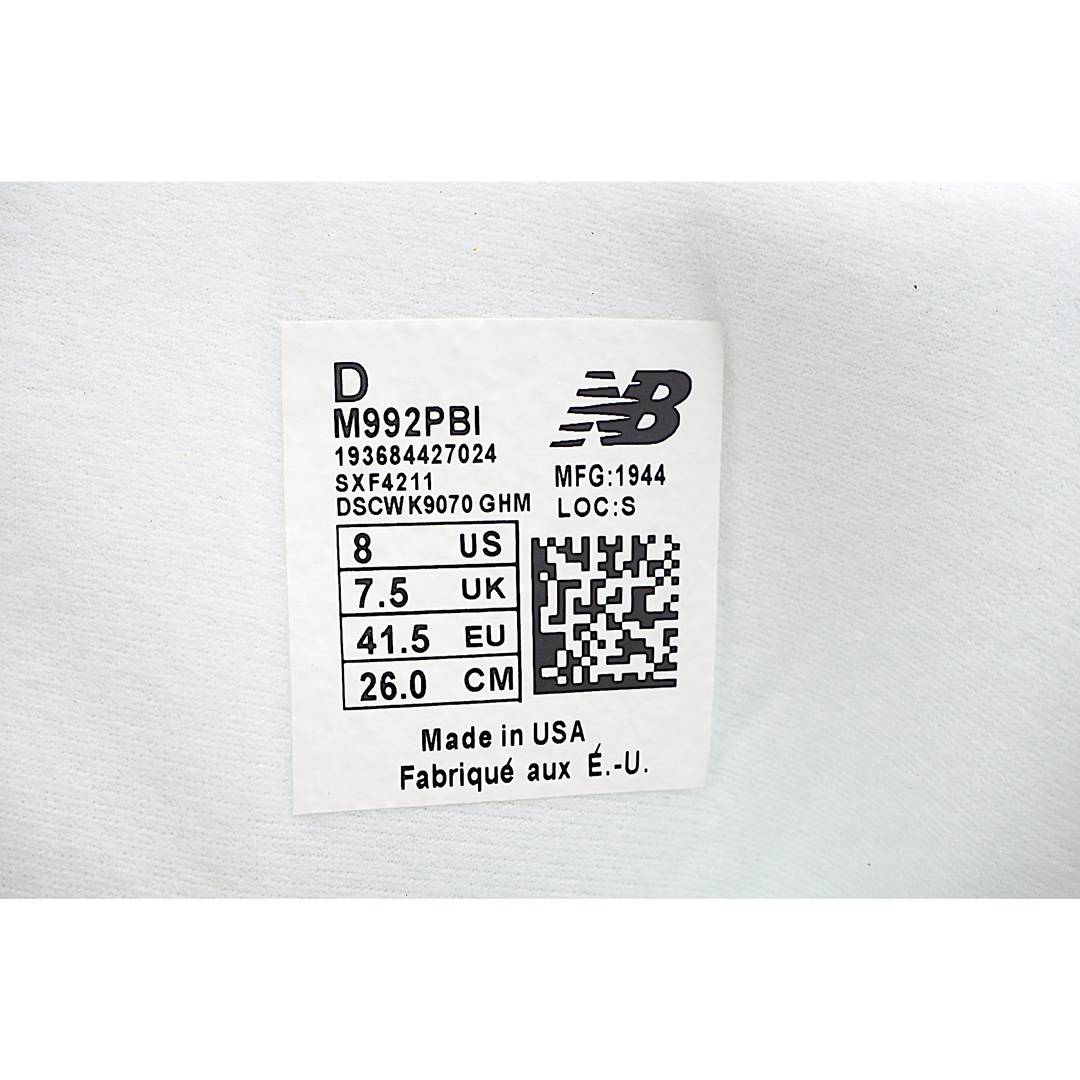 D
M992PBI
193684427024
SXF4211
DSCWK9070 GHM
NB
MFG:1944
LOC:S
8 US
7.5 UK
41.5 EU
26.0 CM
Made in USA
Fabriqué aux É.-U.